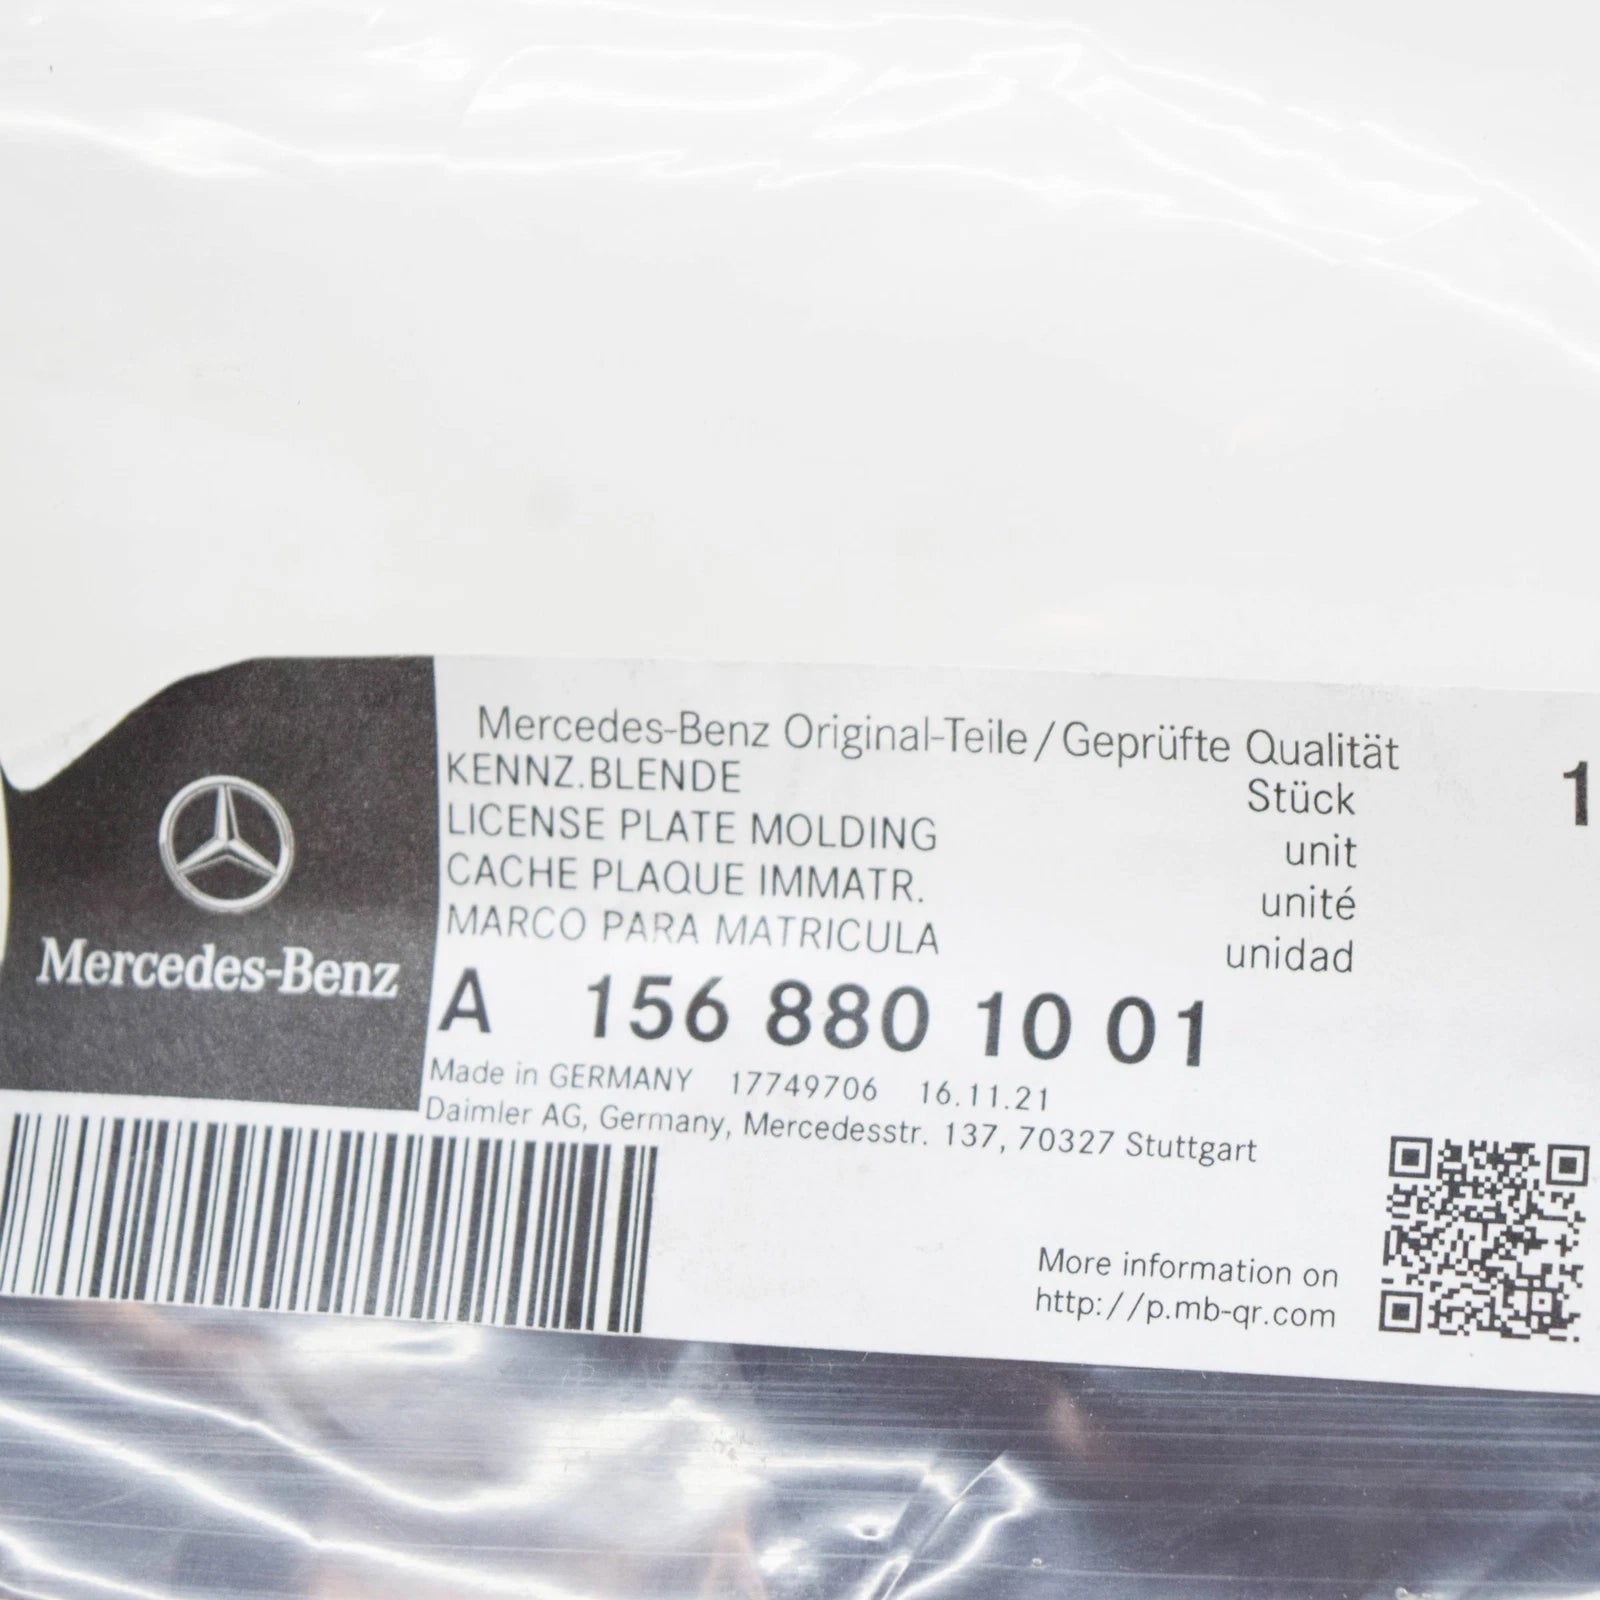 Mercedes-Benz
Mercedes-Benz Original-Teile/Geprüfte Qualität
KENNZ.BLENDE
LICENSE PLATE MOLDING
CACHE PLAQUE IMMATR.
MARCO PARA MATRICULA
Stück 1
unit
unité
unidad
A 156 880 10 01
Made in GERMANY 17749706 16.11.21
Daimler AG, Germany, Mercedesstr. 137, 70327 Stuttgart
More information on
http://p.mb-qr.com